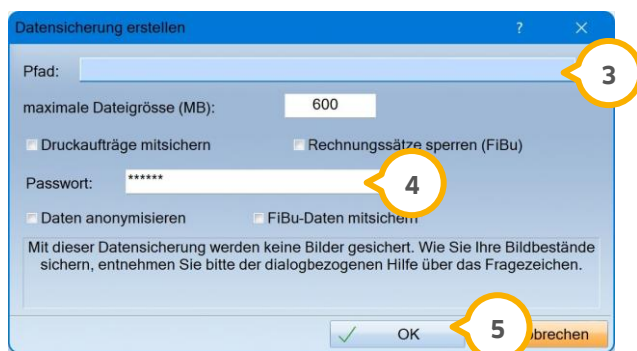 Datensicherung erstellen ? ×
Pfad: 3
maximale Dateigrösse (MB): 600
Druckaufträge mitsichern Rechnungssätze sperren (FiBu)
Passwort: ****** 4
Daten anonymisieren FiBu-Daten mitsichern
Mit dieser Datensicherung werden keine Bilder gesichert. Wie Sie Ihre Bildbestände
sichern, entnehmen Sie bitte der dialogbezogenen Hilfe über das Fragezeichen.
OK 5 bbrechen